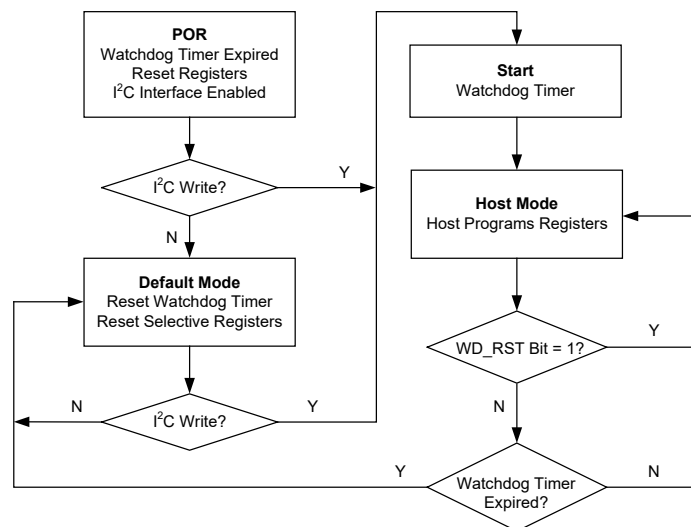 POR
Watchdog Timer Expired
Reset Registers
I²C Interface Enabled
I²C Write?
Y
N
Default Mode
Reset Watchdog Timer
Reset Selective Registers
I²C Write?
N
Y
Start
Watchdog Timer
Host Mode
Host Programs Registers
WD_RST Bit = 1?
Y
N
Watchdog Timer
Expired?
Y
N